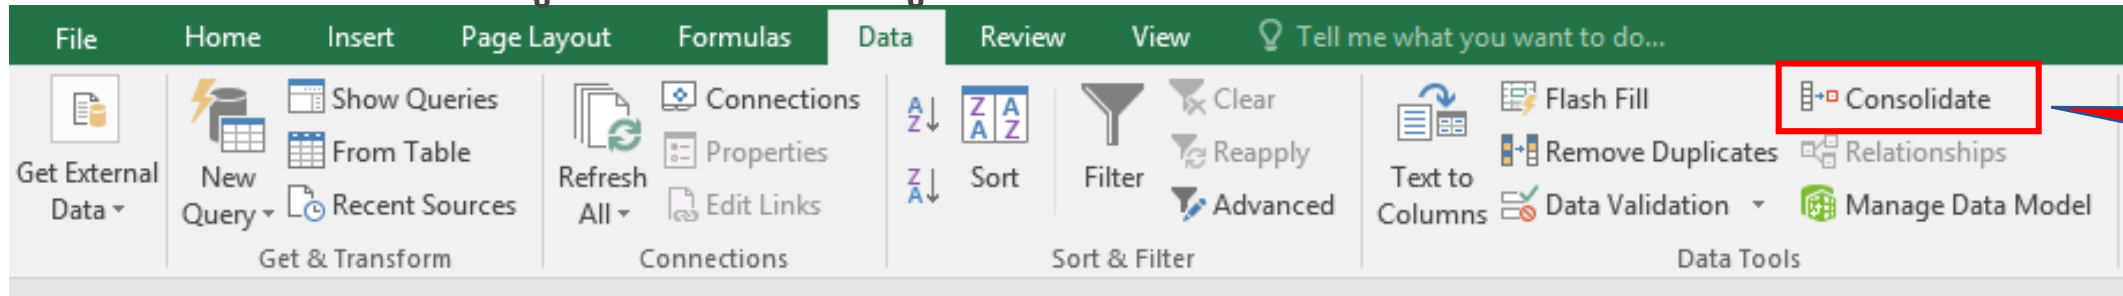 File Home Insert Page Layout Formulas Data Review View Tell me what you want to do...
Get External Data
New Query
Show Queries
From Table
Recent Sources
Get & Transform
Refresh All
Connections
Properties
Edit Links
Connections
A Z
Z A
Z A A Z
Sort
Filter
Clear
Reapply
Advanced
Sort & Filter
Text to Columns
Flash Fill
Remove Duplicates
Data Validation
Consolidate
Relationships
Manage Data Model
Data Tools